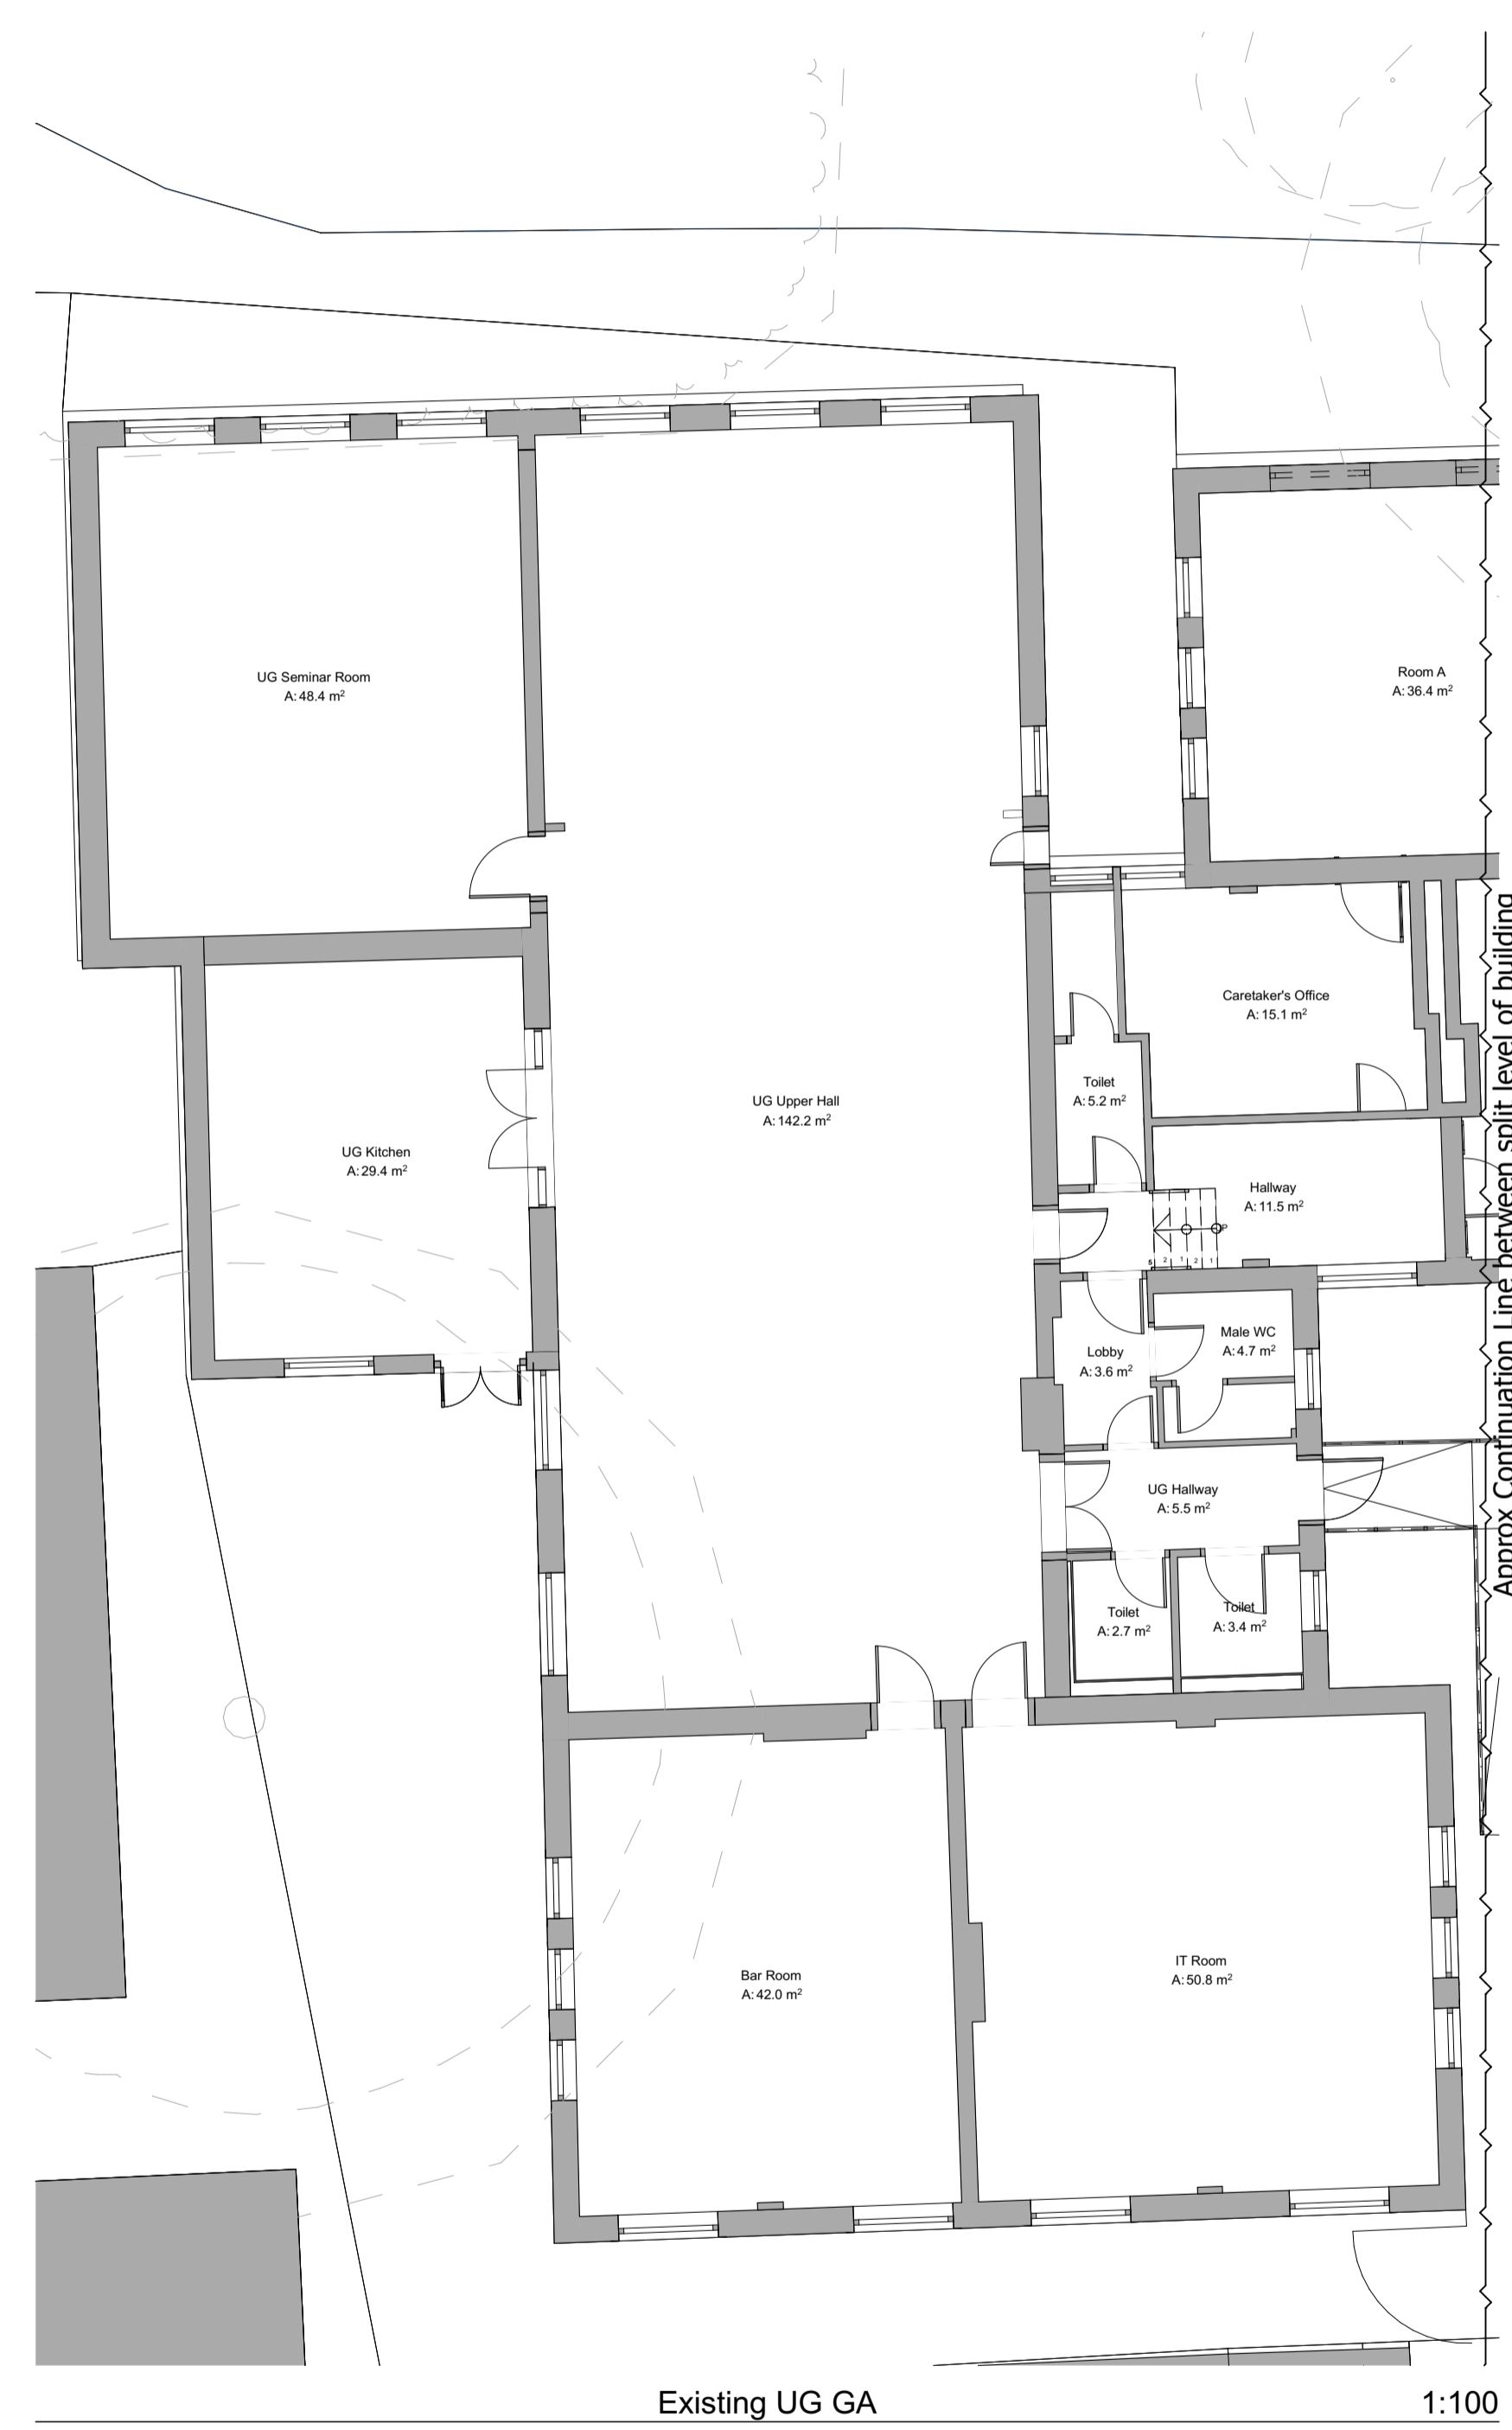 UG Seminar Room
A: 48.4 m²
Room A
A: 36.4 m²
Caretaker's Office
A: 15.1 m²
Toilet
A: 5.2 m²
UG Upper Hall
A: 142.2 m²
UG Kitchen
A: 29.4 m²
Hallway
A: 11.5 m²
Male WC
A: 4.7 m²
Lobby
A: 3.6 m²
UG Hallway
A: 5.5 m²
Toilet
A: 2.7 m²
Toilet
A: 3.4 m²
Bar Room
A: 42.0 m²
IT Room
A: 50.8 m²
Approx Continuation Line between split level of building
Existing UG GA
1:100